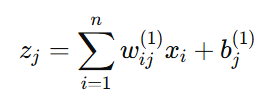 z_j = \sum_{i=1}^{n} w_{ij}^{(1)} x_i + b_j^{(1)}